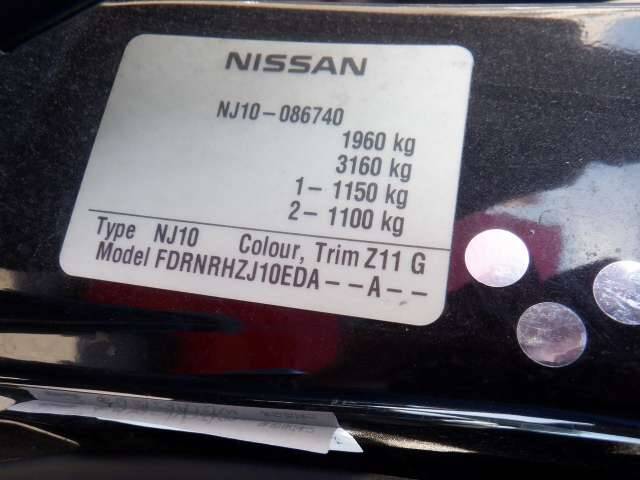 NISSAN
NJ10-086740
1960 kg
3160 kg
1- 1150 kg
2- 1100 kg
Type NJ10 Colour, Trim Z11 G
Model FDRNRHZJ10EDA--A--